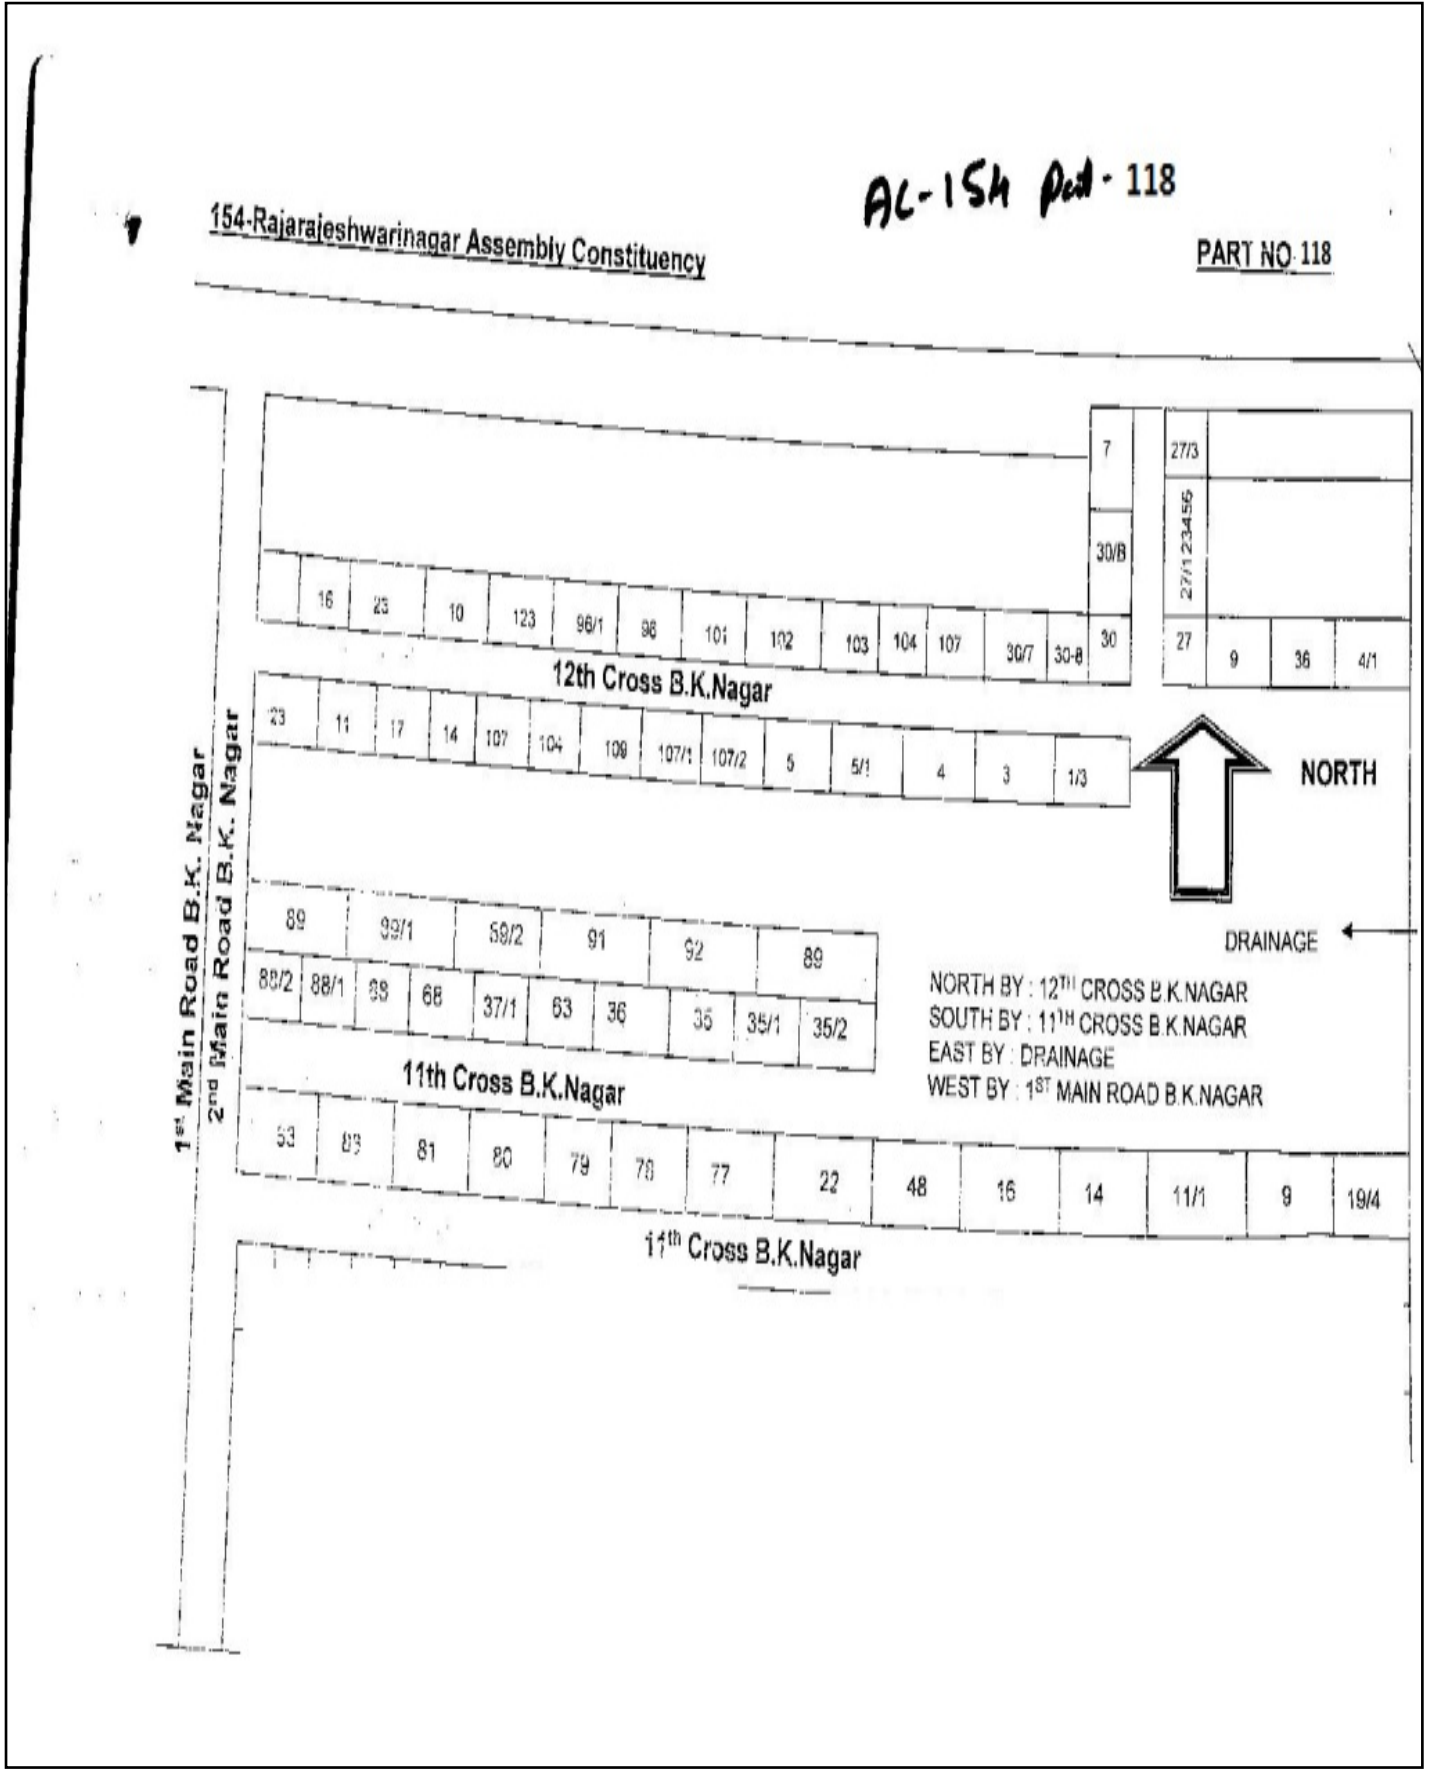 AC-154 Part - 118
154-Rajarajeshwarinagar Assembly Constituency
PART NO 118
7
27/3
27/123456
30/B
16 23 10 123 96/1 96 101 102 103 104 107 30/7 30-8 30 27 9 36 4/1
12th Cross B.K.Nagar
23 11 17 14 107 104 109 107/1 107/2 5 5/1 4 3 1/3
NORTH
1st Main Road B.K. Nagar
2nd Main Road B.K. Nagar
89 91 92 89
DRAINAGE
88/2 88/1 68 37/1 63 36 35 35/1 35/2
NORTH BY : 12TH CROSS B.K.NAGAR
SOUTH BY : 11TH CROSS B.K.NAGAR
EAST BY : DRAINAGE
WEST BY : 1ST MAIN ROAD B.K.NAGAR
11th Cross B.K.Nagar
81 80 79 78 77 22 48 16 14 11/1 9 19/4
11th Cross B.K.Nagar